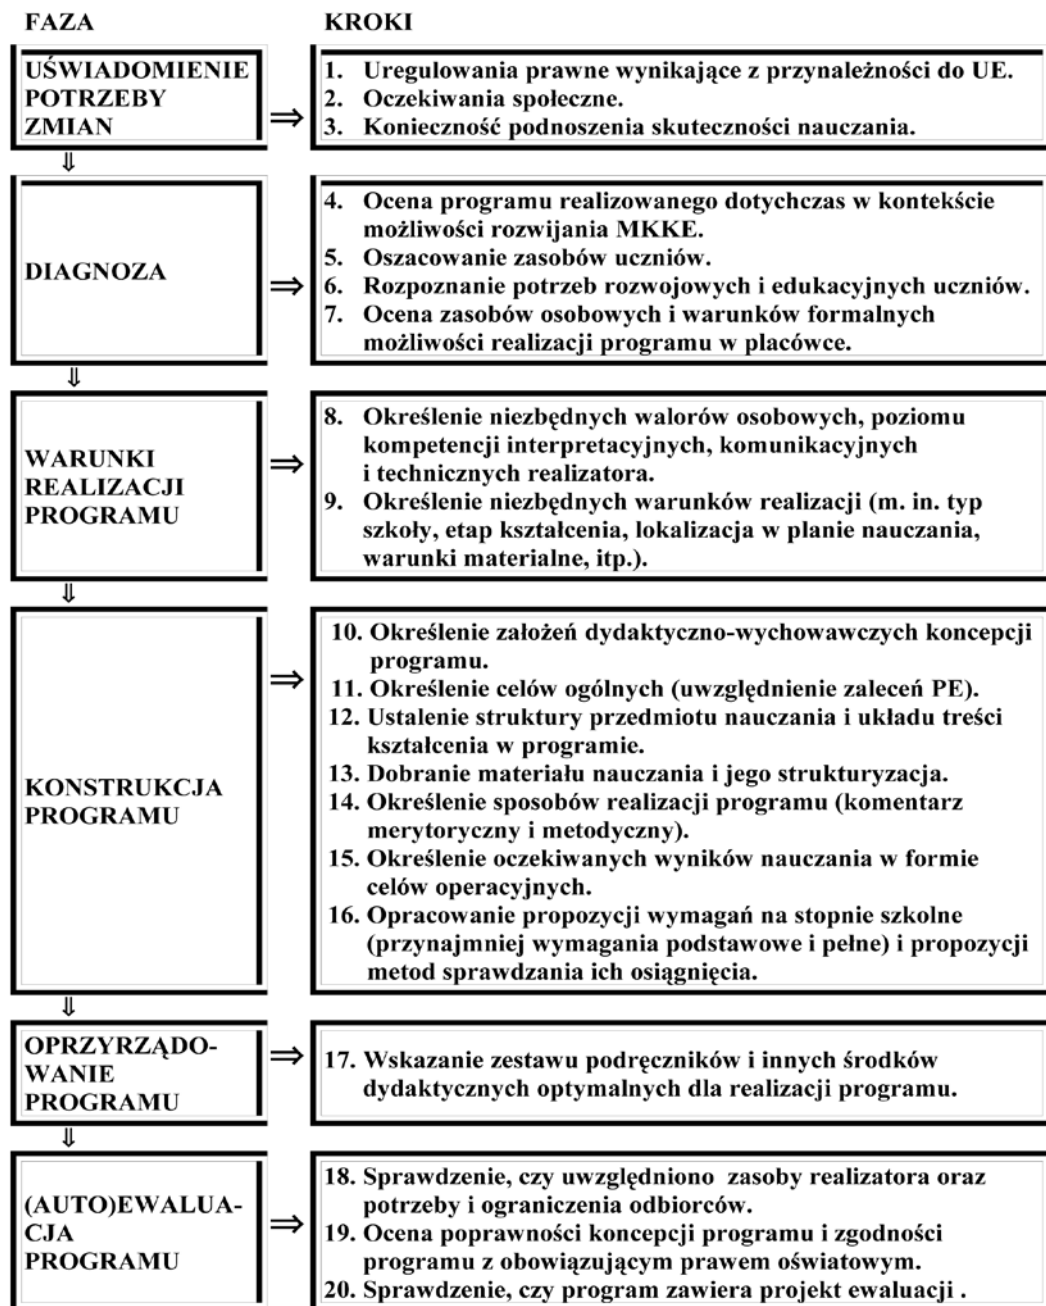 FAZA
KROKI
UŚWIADOMIENIE
POTRZEBY
ZMIAN
⇒
1. Uregulowania prawne wynikające z przynależności do UE.
2. Oczekiwania społeczne.
3. Konieczność podnoszenia skuteczności nauczania.
⇓
DIAGNOZA
⇒
4. Ocena programu realizowanego dotychczas w kontekście
możliwości rozwijania MKKE.
5. Oszacowanie zasobów uczniów.
6. Rozpoznanie potrzeb rozwojowych i edukacyjnych uczniów.
7. Ocena zasobów osobowych i warunków formalnych
możliwości realizacji programu w placówce.
⇓
WARUNKI
REALIZACJI
PROGRAMU
⇒
8. Określenie niezbędnych walorów osobowych, poziomu
kompetencji interpretacyjnych, komunikacyjnych
i technicznych realizatora.
9. Określenie niezbędnych warunków realizacji (m. in. typ
szkoły, etap kształcenia, lokalizacja w planie nauczania,
warunki materialne, itp.).
⇓
KONSTRUKCJA
PROGRAMU
⇒
10. Określenie założeń dydaktyczno-wychowawczych koncepcji
programu.
11. Określenie celów ogólnych (uwzględnienie zaleceń PE).
12. Ustalenie struktury przedmiotu nauczania i układu treści
kształcenia w programie.
13. Dobranie materiału nauczania i jego strukturyzacja.
14. Określenie sposobów realizacji programu (komentarz
merytoryczny i metodyczny).
15. Określenie oczekiwanych wyników nauczania w formie
celów operacyjnych.
16. Opracowanie propozycji wymagań na stopnie szkolne
(przynajmniej wymagania podstawowe i pełne) i propozycji
metod sprawdzania ich osiągnięcia.
⇓
OPRZYRZĄDO-
WANIE
PROGRAMU
⇒
17. Wskazanie zestawu podręczników i innych środków
dydaktycznych optymalnych dla realizacji programu.
⇓
(AUTO)EWALUA-
CJA
PROGRAMU
⇒
18. Sprawdzenie, czy uwzględniono zasoby realizatora oraz
potrzeby i ograniczenia odbiorców.
19. Ocena poprawności koncepcji programu i zgodności
programu z obowiązującym prawem oświatowym.
20. Sprawdzenie, czy program zawiera projekt ewaluacji .